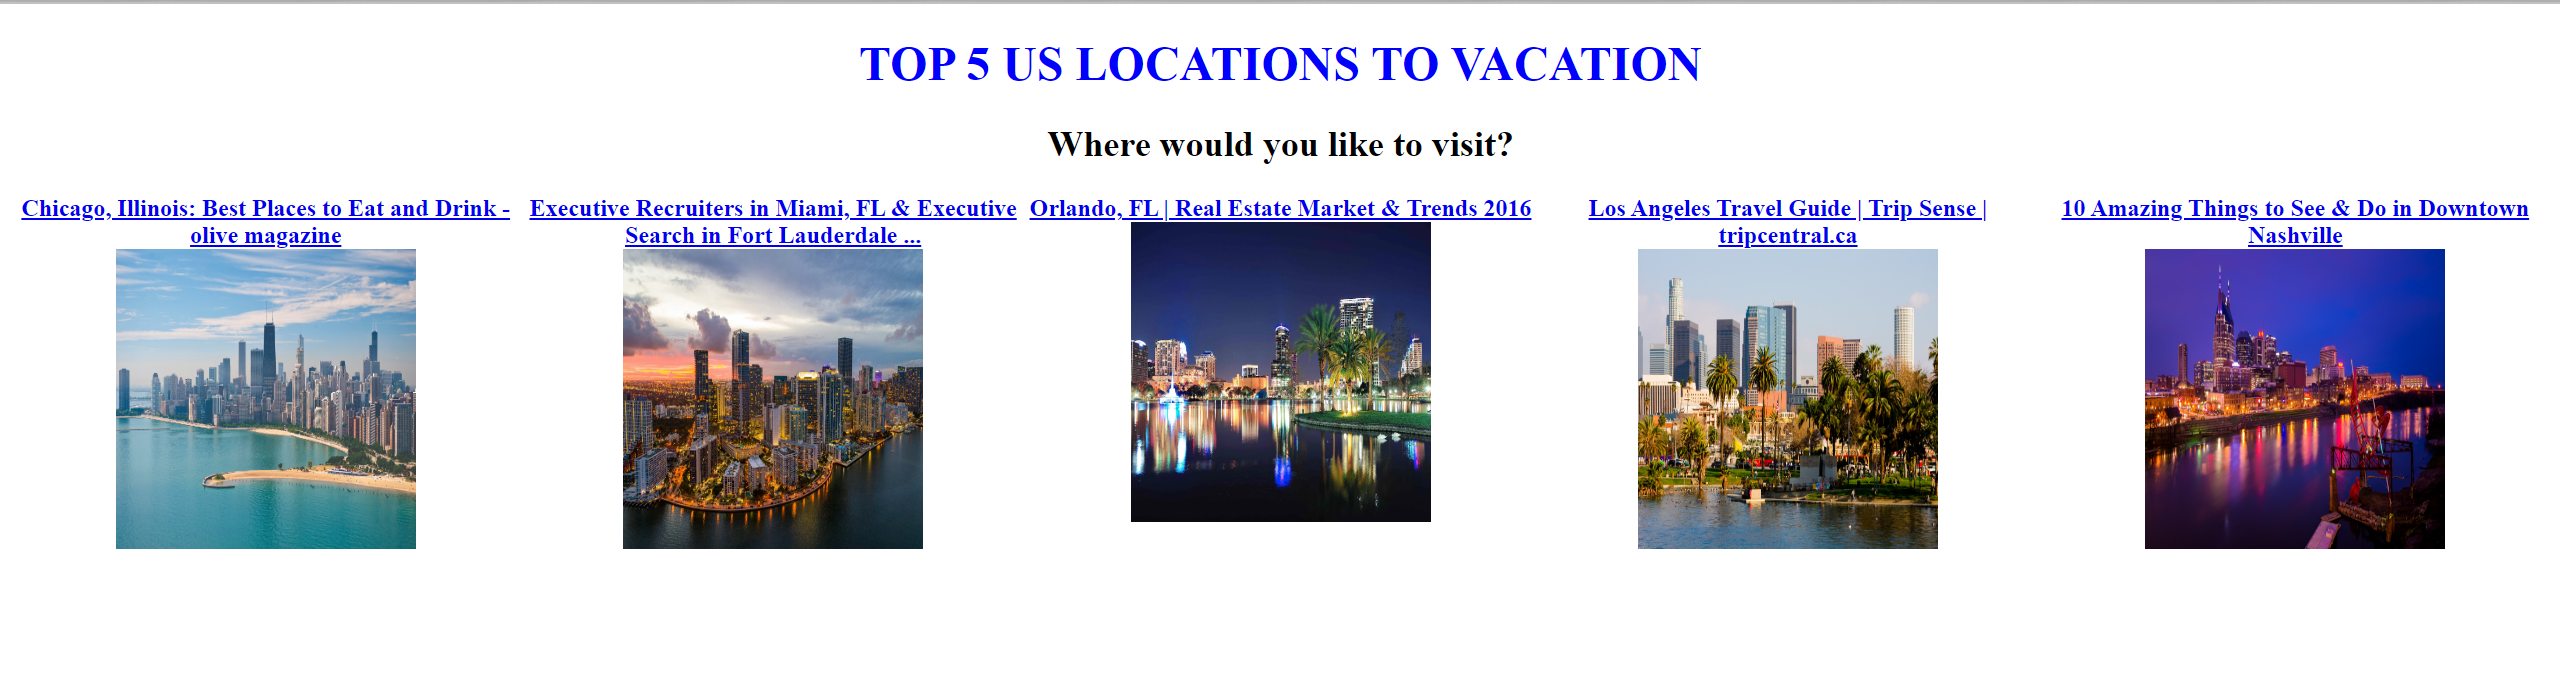 TOP 5 US LOCATIONS TO VACATION
Where would you like to visit?
Chicago, Illinois: Best Places to Eat and Drink -
olive magazine
Executive Recruiters in Miami, FL & Executive
Search in Fort Lauderdale ...
Orlando, FL | Real Estate Market & Trends 2016
Los Angeles Travel Guide | Trip Sense |
tripcentral.ca
10 Amazing Things to See & Do in Downtown
Nashville